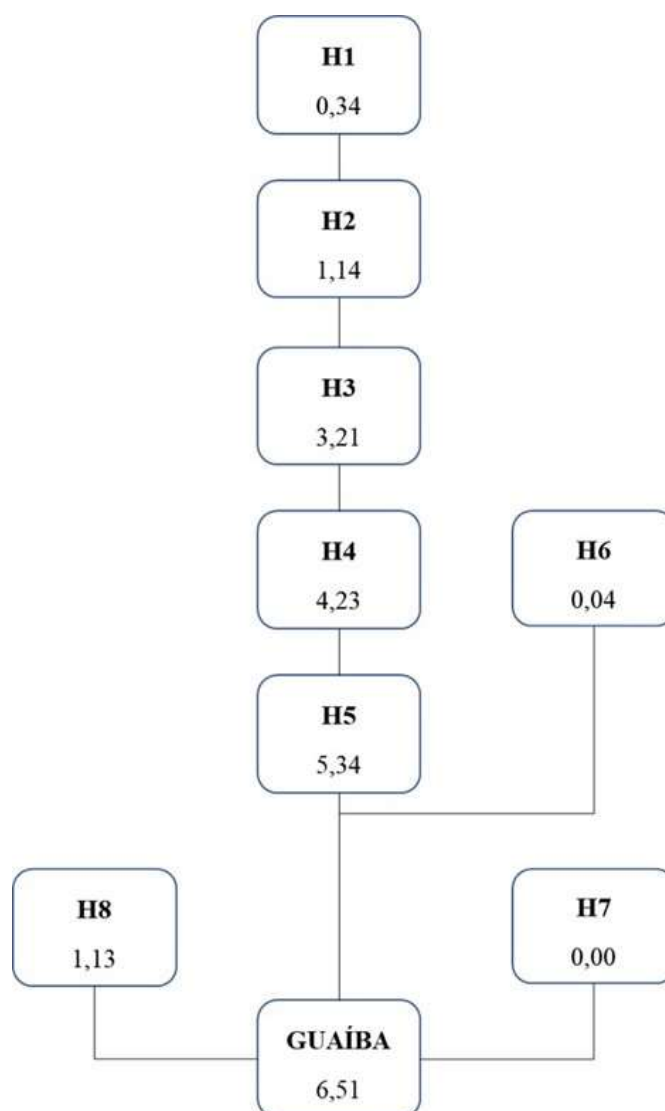 H1
0,34
H2
1,14
H3
3,21
H4
4,23
H6
0,04
H5
5,34
H8
1,13
H7
0,00
GUAÍBA
6,51